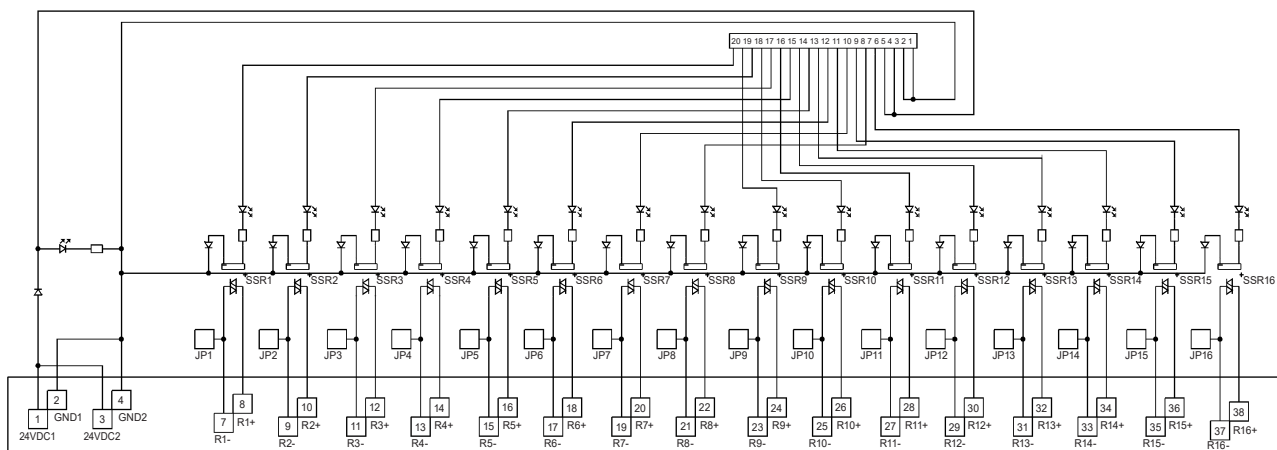 20 19 18 17 16 15 14 13 12 11 10 9 8 7 6 5 4 3 2 1
SSR1 SSR2 SSR3 SSR4 SSR5 SSR6 SSR7 SSR8 SSR9 SSR10 SSR11 SSR12 SSR13 SSR14 SSR15 SSR16
JP1 JP2 JP3 JP4 JP5 JP6 JP7 JP8 JP9 JP10 JP11 JP12 JP13 JP14 JP15 JP16
2 4 8 10 12 14 16 18 20 22 24 26 28 30 32 34 36 38
GND1 GND2 R1+ R2+ R3+ R4+ R5+ R6+ R7+ R8+ R9+ R10+ R11+ R12+ R13+ R14+ R15+ R16+
1 3 7 9 11 13 15 17 19 21 23 25 27 29 31 33 35 37
24VDC1 24VDC2 R1- R2- R3- R4- R5- R6- R7- R8- R9- R10- R11- R12- R13- R14- R15- R16-